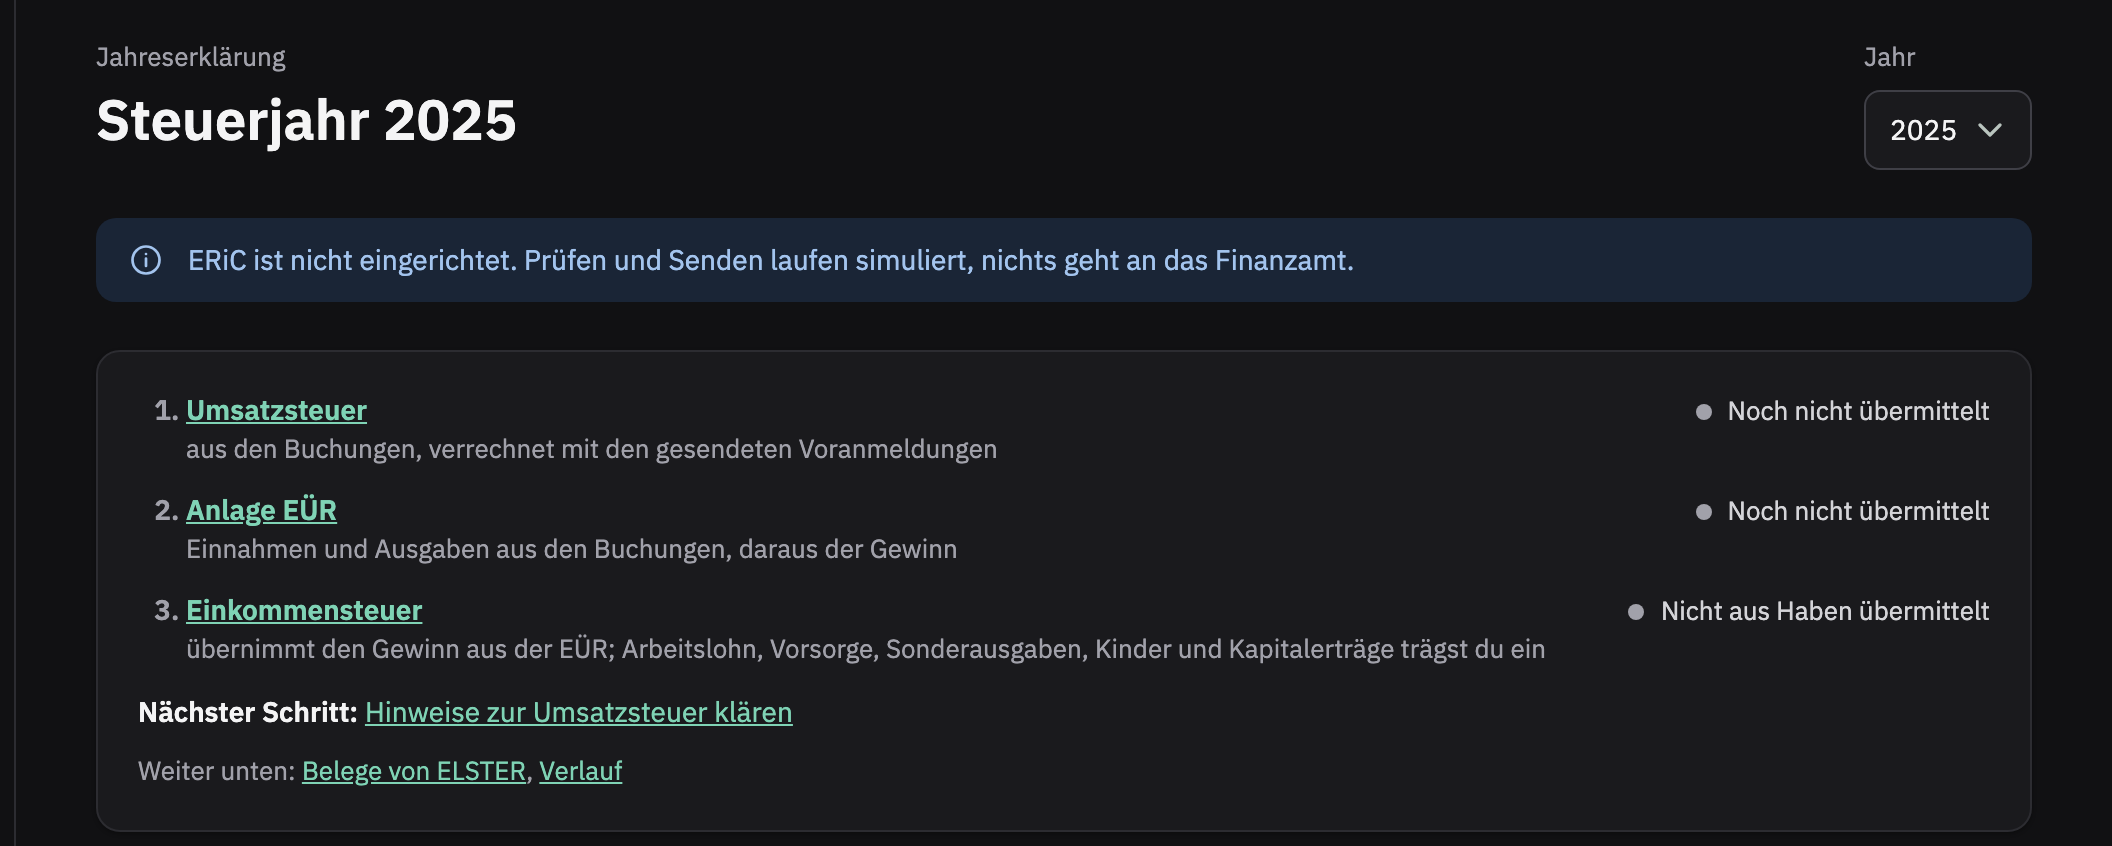 Jahreserklärung
Steuerjahr 2025
Jahr
2025
ERiC ist nicht eingerichtet. Prüfen und Senden laufen simuliert, nichts geht an das Finanzamt.
1. Umsatzsteuer
Noch nicht übermittelt
aus den Buchungen, verrechnet mit den gesendeten Voranmeldungen
2. Anlage EÜR
Noch nicht übermittelt
Einnahmen und Ausgaben aus den Buchungen, daraus der Gewinn
3. Einkommensteuer
Nicht aus Haben übermittelt
übernimmt den Gewinn aus der EÜR; Arbeitslohn, Vorsorge, Sonderausgaben, Kinder und Kapitalerträge trägst du ein
Nächster Schritt: Hinweise zur Umsatzsteuer klären
Weiter unten: Belege von ELSTER, Verlauf